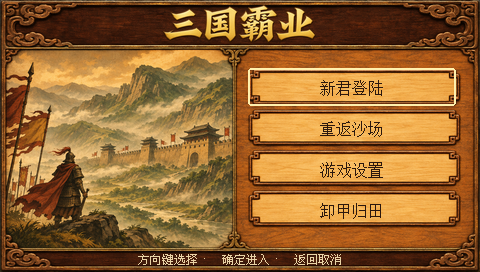 三国霸业
新君登陆
重返沙场
游戏设置
卸甲归田
方向键选择 · 确定进入 · 返回取消